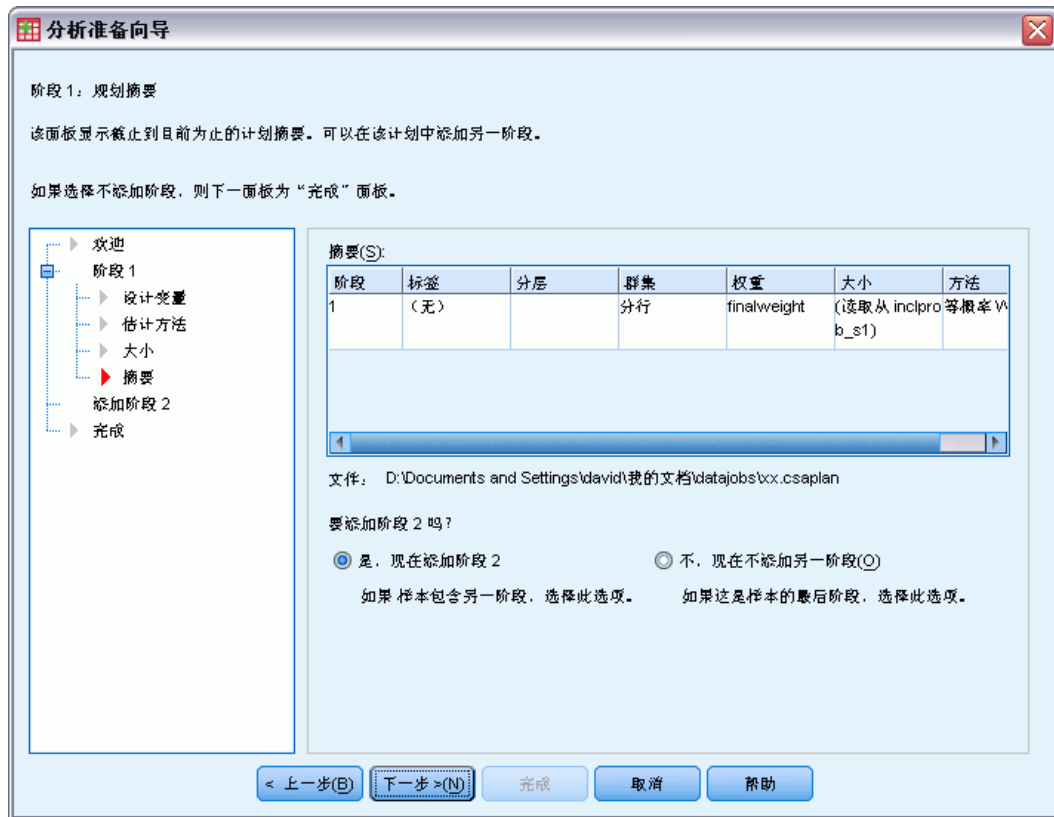 分析准备向导
阶段 1：规划摘要
该面板显示截止到目前为止的计划摘要。可以在该计划中添加另一阶段。
如果选择不添加阶段，则下一面板为“完成”面板。
欢迎
阶段 1
设计变量
估计方法
大小
摘要
添加阶段 2
完成
摘要(S):
阶段 标签 分层 群集 权重 大小 方法
1 （无） 分行 finalweight (读取从 inclpro 等概率 W
b_s1)
文件： D:\Documents and Settings\david\我的文档\datajobs\xx.csaplan
要添加阶段 2 吗？
是，现在添加阶段 2 不，现在不添加另一阶段(O)
如果 样本包含另一阶段，选择此选项。 如果这是样本的最后阶段，选择此选项。
< 上一步(B) 下一步 >(N) 完成 取消 帮助